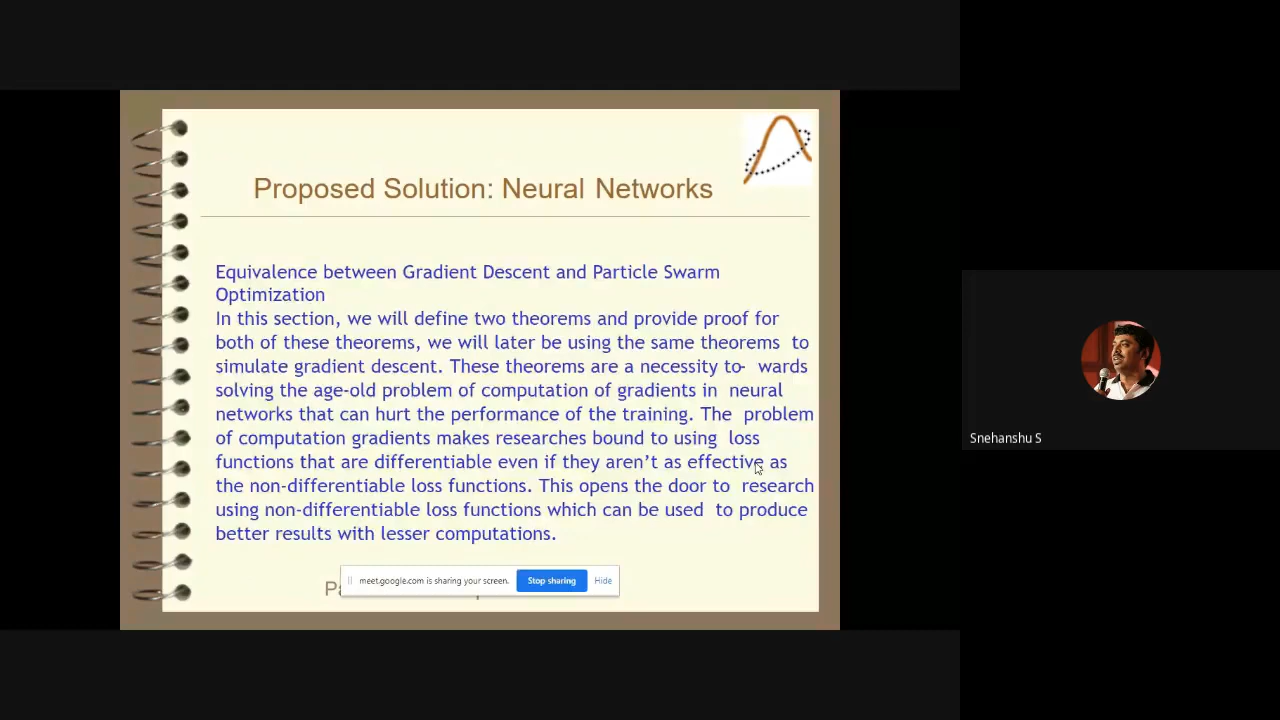 Proposed Solution: Neural Networks
Equivalence between Gradient Descent and Particle Swarm
Optimization
In this section, we will define two theorems and provide proof for
both of these theorems, we will later be using the same theorems to
simulate gradient descent. These theorems are a necessity to- wards
solving the age-old problem of computation of gradients in neural
networks that can hurt the performance of the training. The problem
of computation gradients makes researches bound to using loss
functions that are differentiable even if they aren't as effective as
the non-differentiable loss functions. This opens the door to research
using non-differentiable loss functions which can be used to produce
better results with lesser computations.
meet.google.com is sharing your screen. Stop sharing Hide
Snehanshu S